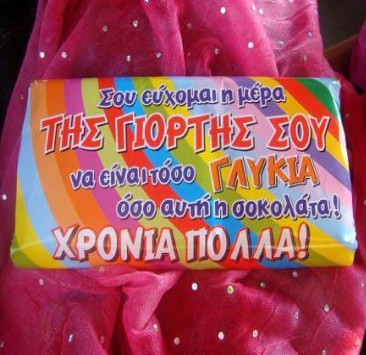 Σου εύχομαι η μέρα
ΤΗΣ ΓΙΟΡΤΗΣ ΣΟΥ
να είναι τόσο ΓΛΥΚΙΑ
όσο αυτή η σοκολάτα!
ΧΡΟΝΙΑ ΠΟΛΛΑ!